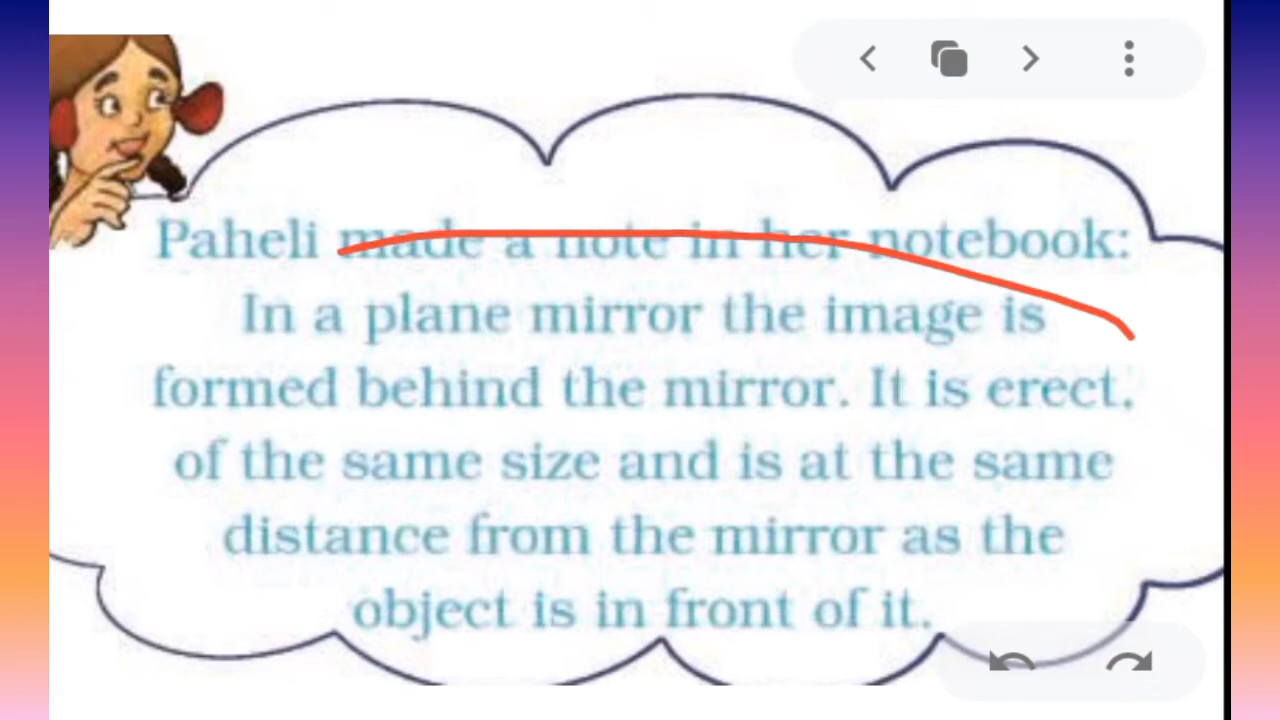 Paheli made a note in her notebook:
In a plane mirror the image is
formed behind the mirror. It is erect,
of the same size and is at the same
distance from the mirror as the
object is in front of it.